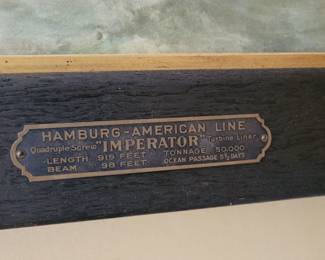 HAMBURG-AMERICAN LINE
Quadruple Screw "IMPERATOR" Turbine Liner
LENGTH 919 FEET TONNAGE 50,000
BEAM 98 FEET OCEAN PASSAGE 5½ DAYS